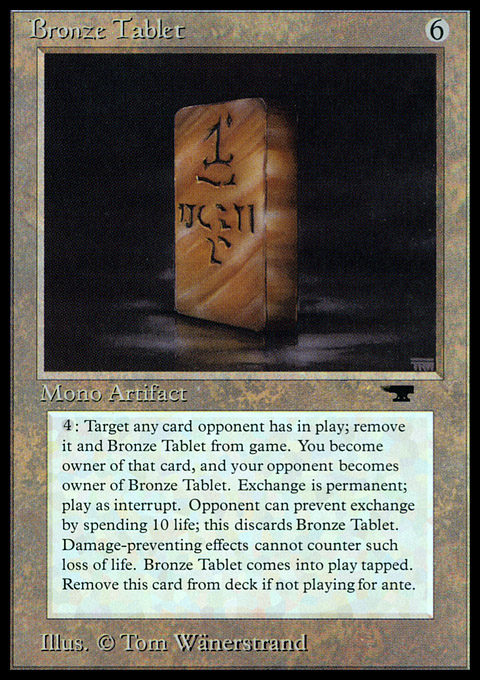 Bronze Tablet 6
Mono Artifact
4: Target any card opponent has in play; remove
it and Bronze Tablet from game. You become
owner of that card, and your opponent becomes
owner of Bronze Tablet. Exchange is permanent;
play as interrupt. Opponent can prevent exchange
by spending 10 life; this discards Bronze Tablet.
Damage-preventing effects cannot counter such
loss of life. Bronze Tablet comes into play tapped.
Remove this card from deck if not playing for ante.
Illus. © Tom Wänerstrand